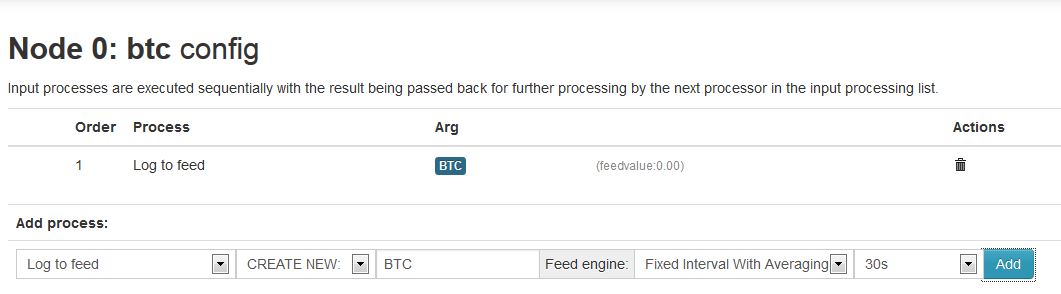 Node 0: btc config
Input processes are executed sequentially with the result being passed back for further processing by the next processor in the input processing list.
Order Process Arg Actions
1 Log to feed BTC (feedvalue:0.00)
Add process:
Log to feed CREATE NEW: BTC Feed engine: Fixed Interval With Averaging 30s Add